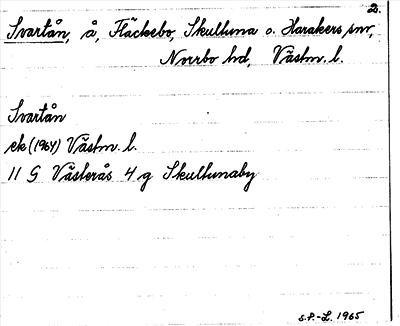 2.
Svartån, å, Fläckebo, Skultuna o. Harakers snr,
Norrbo hd, Västm. l.
Svartån
ek (1964) Västm. l.
11 G Västerås 4 g Skultunaby
S.P.-L. 1965